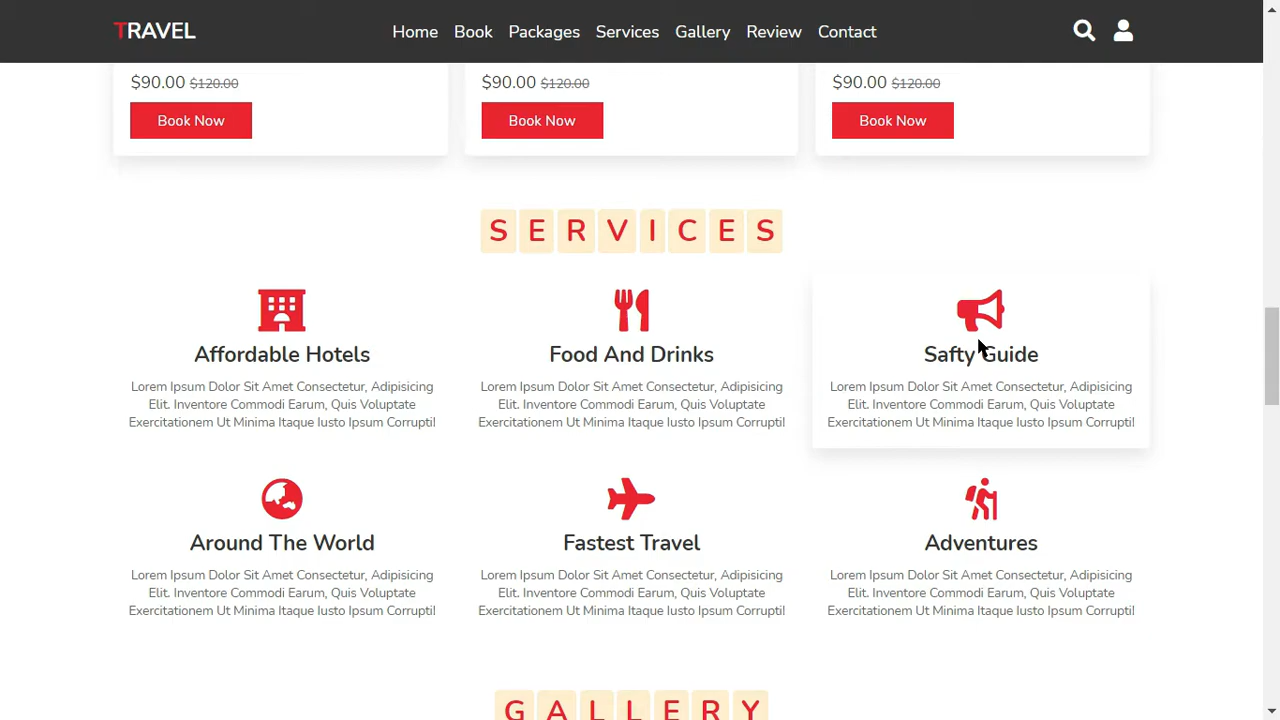 TRAVEL Home Book Packages Services Gallery Review Contact
$90.00 $120.00 $90.00 $120.00 $90.00 $120.00
Book Now Book Now Book Now
SERVICES
Affordable Hotels
Lorem Ipsum Dolor Sit Amet Consectetur, Adipisicing
Elit. Inventore Commodi Earum, Quis Voluptate
Exercitationem Ut Minima Itaque Iusto Ipsum Corrupti!
Food And Drinks
Lorem Ipsum Dolor Sit Amet Consectetur, Adipisicing
Elit. Inventore Commodi Earum, Quis Voluptate
Exercitationem Ut Minima Itaque Iusto Ipsum Corrupti!
Safty Guide
Lorem Ipsum Dolor Sit Amet Consectetur, Adipisicing
Elit. Inventore Commodi Earum, Quis Voluptate
Exercitationem Ut Minima Itaque Iusto Ipsum Corrupti!
Around The World
Lorem Ipsum Dolor Sit Amet Consectetur, Adipisicing
Elit. Inventore Commodi Earum, Quis Voluptate
Exercitationem Ut Minima Itaque Iusto Ipsum Corrupti!
Fastest Travel
Lorem Ipsum Dolor Sit Amet Consectetur, Adipisicing
Elit. Inventore Commodi Earum, Quis Voluptate
Exercitationem Ut Minima Itaque Iusto Ipsum Corrupti!
Adventures
Lorem Ipsum Dolor Sit Amet Consectetur, Adipisicing
Elit. Inventore Commodi Earum, Quis Voluptate
Exercitationem Ut Minima Itaque Iusto Ipsum Corrupti!
GALLERY